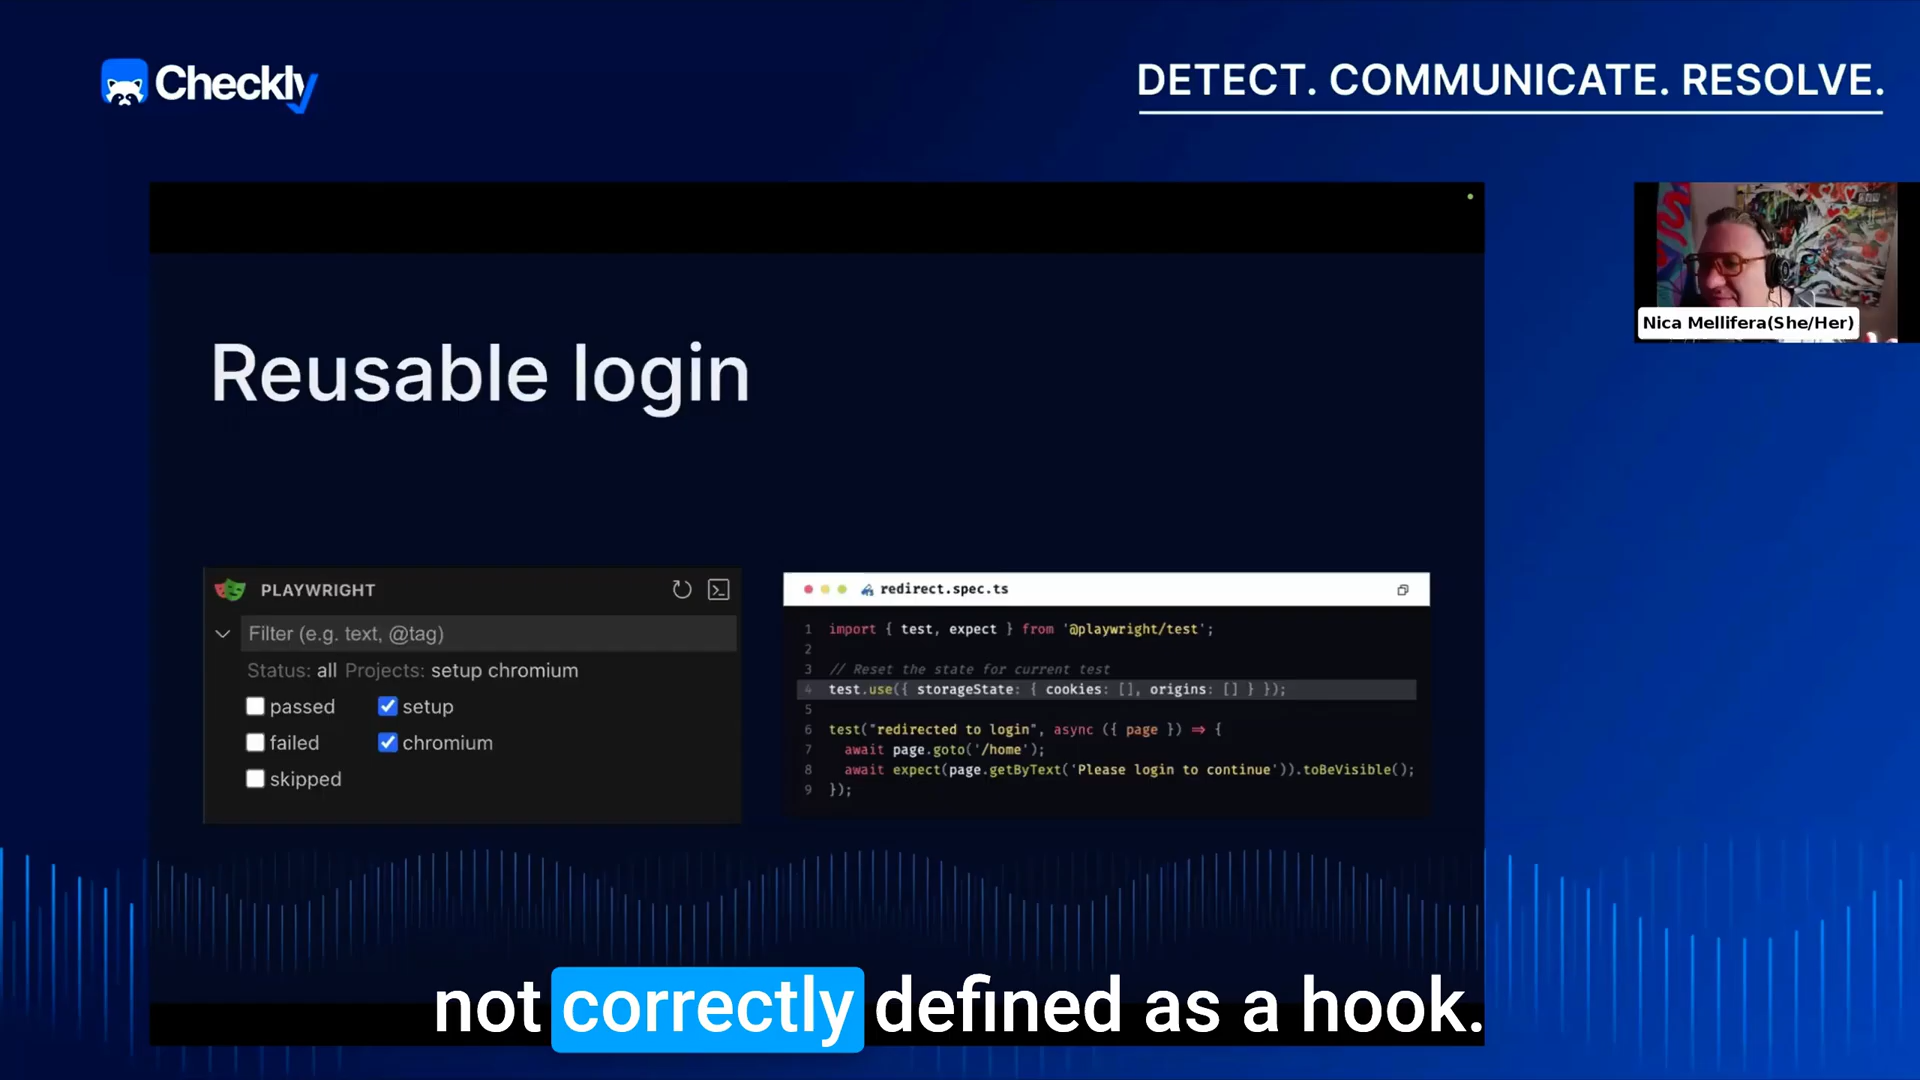 Checkly
DETECT. COMMUNICATE. RESOLVE.
Nica Mellifera(She/Her)
Reusable login
PLAYWRIGHT
Filter (e.g. text, @tag)
Status: all Projects: setup chromium
passed
setup
failed
chromium
skipped
redirect.spec.ts
1 import { test, expect } from '@playwright/test';
2
3 // Reset the state for current test
4 test.use({ storageState: { cookies: [], origins: [] } });
5
6 test("redirected to login", async ({ page }) => {
7 await page.goto('/home');
8 await expect(page.getByText('Please login to continue')).toBeVisible();
9 });
not correctly defined as a hook.